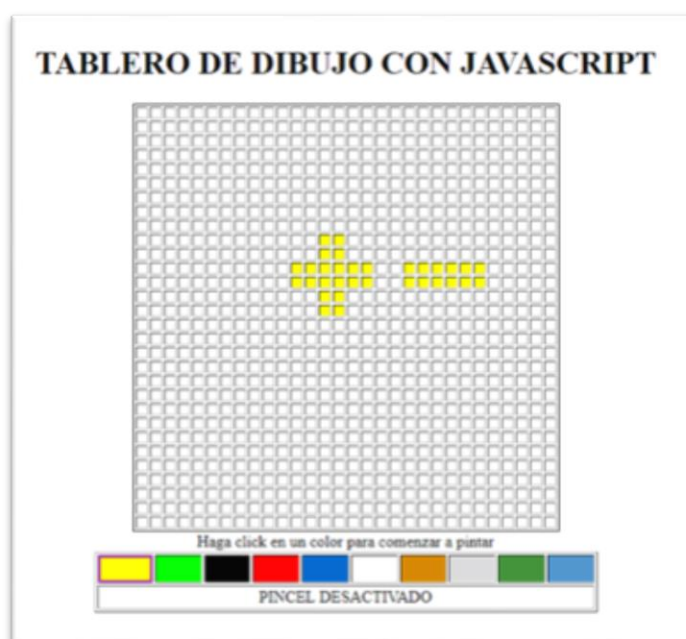 TABLERO DE DIBUJO CON JAVASCRIPT
Haga click en un color para comenzar a pintar
PINCEL DESACTIVADO